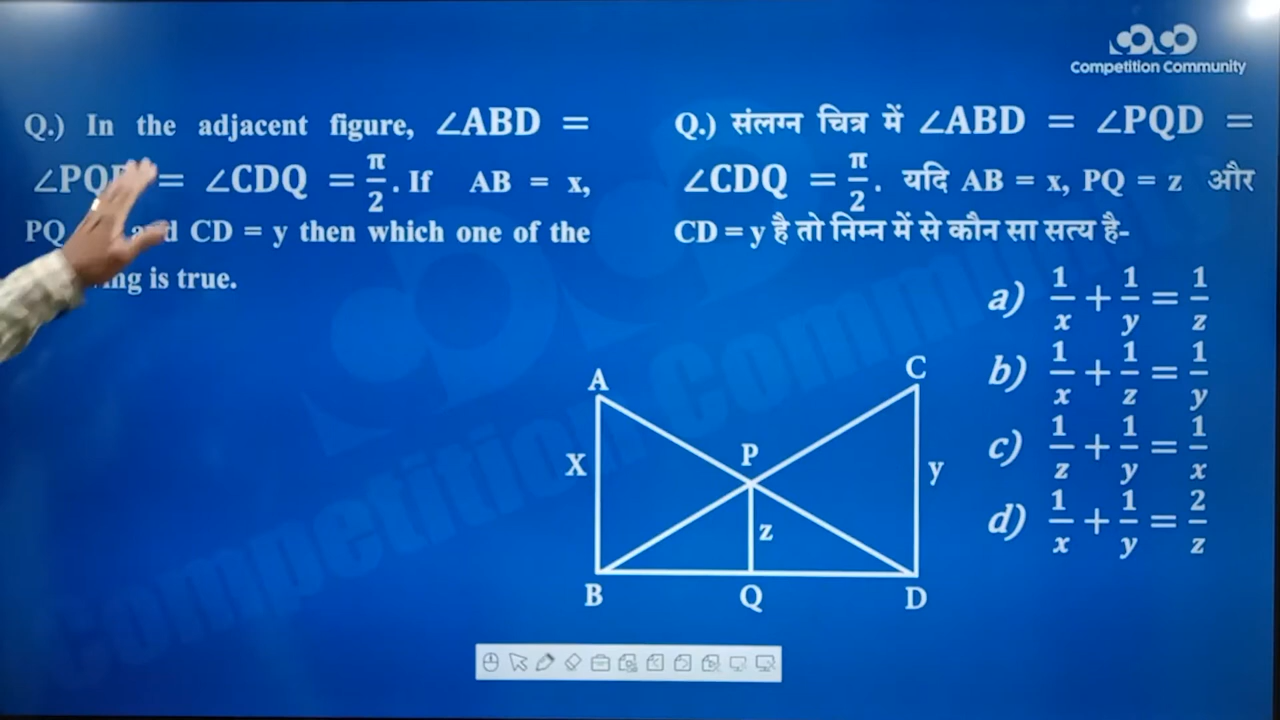 Competition Community
Q.) In the adjacent figure, ∠ABD =
= ∠CDQ = π/2. If AB = x,
PQ CD = y then which one of the
is true.
Q.) संलग्न चित्र में ∠ABD = ∠PQD =
∠CDQ = π/2. यदि AB = x, PQ = z और
CD = y है तो निम्न में से कौन सा सत्य है-
a) 1/x + 1/y = 1/z
b) 1/x + 1/z = 1/y
c) 1/z + 1/y = 1/x
d) 1/x + 1/y = 2/z
A
C
P
X
y
z
B
Q
D
Competition Community